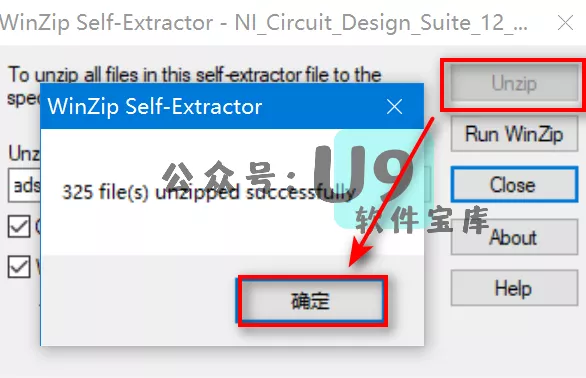 WinZip Self-Extractor - NI_Circuit_Design_Suite_12_...
To unzip all files in this self-extractor file to the
spe
Unzip
WinZip Self-Extractor
Run WinZip
Unz
ads
325 file(s) unzipped successfully
公众号:U9
软件宝库
Close
About
Help
确定